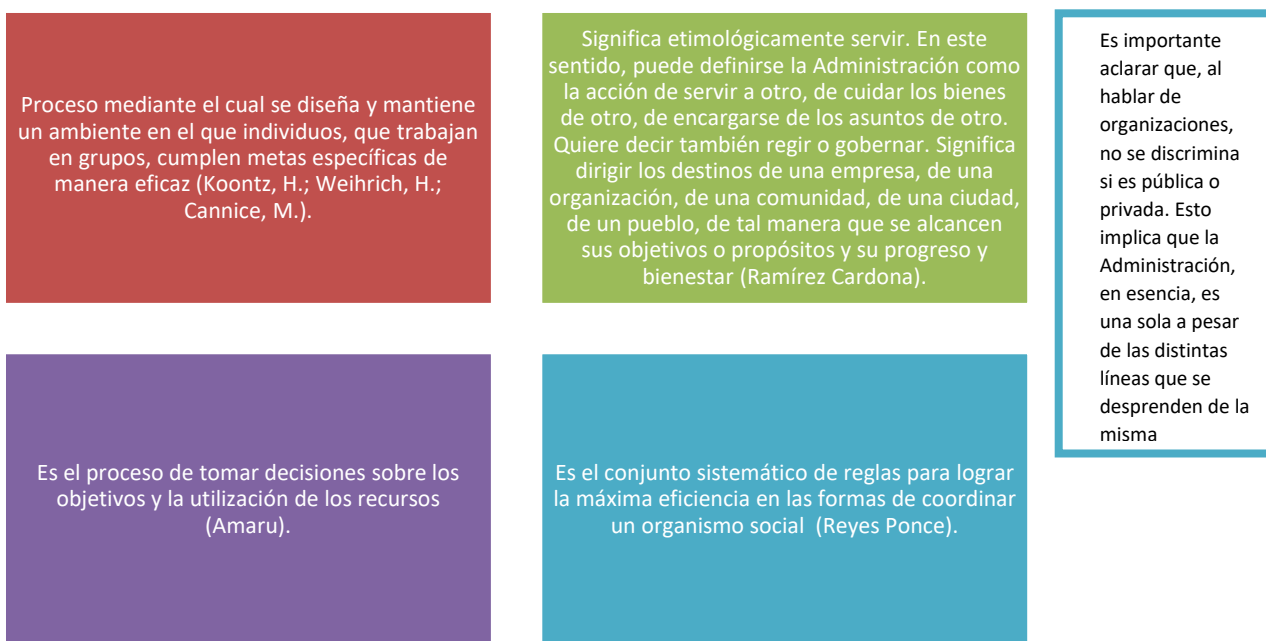 Proceso mediante el cual se diseña y mantiene
un ambiente en el que individuos, que trabajan
en grupos, cumplen metas específicas de
manera eficaz (Koontz, H.; Weihrich, H.;
Cannice, M.).
Significa etimológicamente servir. En este
sentido, puede definirse la Administración como
la acción de servir a otro, de cuidar los bienes
de otro, de encargarse de los asuntos de otro.
Quiere decir también regir o gobernar. Significa
dirigir los destinos de una empresa, de una
organización, de una comunidad, de una ciudad,
de un pueblo, de tal manera que se alcancen
sus objetivos o propósitos y su progreso y
bienestar (Ramírez Cardona).
Es importante
aclarar que, al
hablar de
organizaciones,
no se discrimina
si es pública o
privada. Esto
implica que la
Administración,
en esencia, es
una sola a pesar
de las distintas
líneas que se
desprenden de la
misma
Es el proceso de tomar decisiones sobre los
objetivos y la utilización de los recursos
(Amaru).
Es el conjunto sistemático de reglas para lograr
la máxima eficiencia en las formas de coordinar
un organismo social (Reyes Ponce).